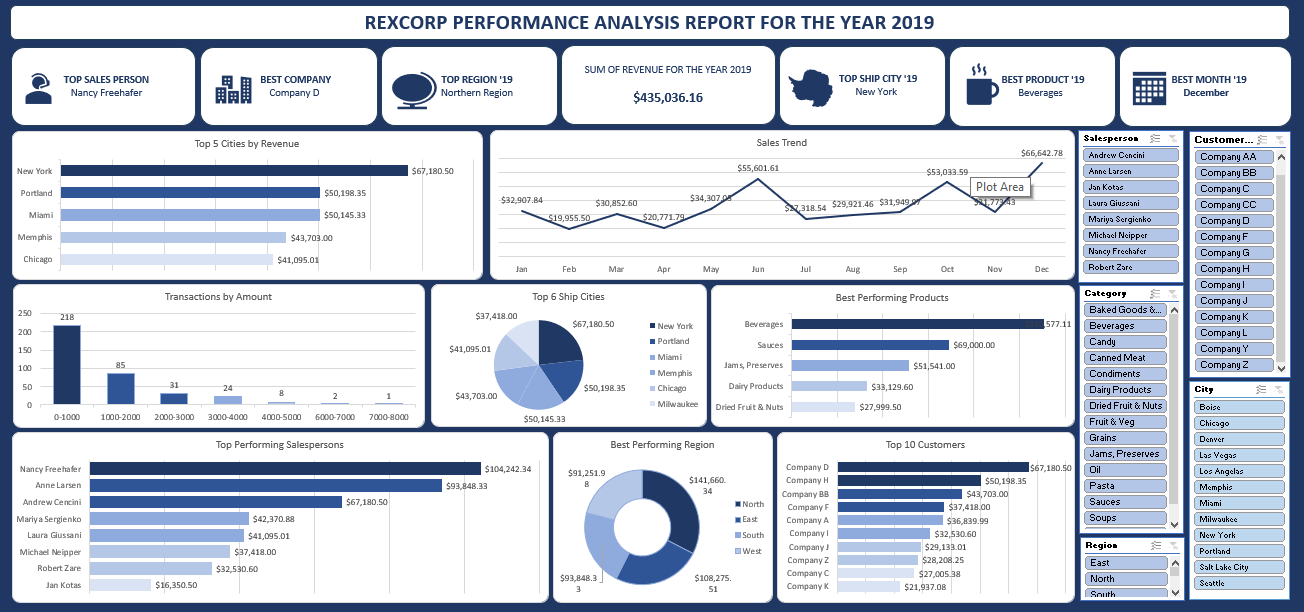 REXCORP PERFORMANCE ANALYSIS REPORT FOR THE YEAR 2019
TOP SALES PERSON
Nancy Freehafer
BEST COMPANY
Company D
TOP REGION '19
Northern Region
SUM OF REVENUE FOR THE YEAR 2019
$435,036.16
TOP SHIP CITY '19
New York
BEST PRODUCT '19
Beverages
BEST MONTH '19
December
Top 5 Cities by Revenue
New York $67,180.50
Portland $50,198.35
Miami $50,145.33
Memphis $43,703.00
Chicago $41,095.01
Sales Trend
$32,907.84
$19,955.50
$30,852.60
$20,771.79
$34,307.05
$55,601.61
$27,318.54
$29,921.46
$31,949.97
$53,033.59
$31,773.43
$66,642.78
Plot Area
Jan Feb Mar Apr May Jun Jul Aug Sep Oct Nov Dec
Salesperson
Andrew Cencini
Anne Larsen
Jan Kotas
Laura Giussani
Mariya Sergienko
Michael Neipper
Nancy Freehafer
Robert Zare
Customer...
Company AA
Company BB
Company C
Company CC
Company D
Company F
Company G
Company H
Company I
Company J
Company K
Company L
Company Y
Company Z
Transactions by Amount
250
200
150
100
50
0
218
85
31
24
8
2
1
0-1000 1000-2000 2000-3000 3000-4000 4000-5000 6000-7000 7000-8000
Top 6 Ship Cities
$67,180.50
$50,198.35
$50,145.33
$43,703.00
$41,095.01
$37,418.00
New York
Portland
Miami
Memphis
Chicago
Milwaukee
Best Performing Products
Beverages 577.11
Sauces $69,000.00
Jams, Preserves $51,541.00
Dairy Products $33,129.60
Dried Fruit & Nuts $27,999.50
Category
Baked Goods &...
Beverages
Candy
Canned Meat
Condiments
Dairy Products
Dried Fruit & Nuts
Fruit & Veg
Grains
Jams, Preserves
Oil
Pasta
Sauces
Soups
City
Boise
Chicago
Denver
Las Vegas
Los Angelas
Memphis
Miami
Milwaukee
New York
Portland
Salt Lake City
Seattle
Top Performing Salespersons
Nancy Freehafer $104,242.34
Anne Larsen $93,848.33
Andrew Cencini $67,180.50
Mariya Sergienko $42,370.88
Laura Giussani $41,095.01
Michael Neipper $37,418.00
Robert Zare $32,530.60
Jan Kotas $16,350.50
Best Performing Region
$141,660.
34
$108,275.
51
$93,848.3
3
$91,251.9
8
North
East
South
West
Top 10 Customers
Company D $67,180.50
Company H $50,198.35
Company BB $43,703.00
Company F $37,418.00
Company A $36,839.99
Company I $32,530.60
Company J $29,133.01
Company Z $28,208.25
Company C $27,005.38
Company K $21,937.08
Region
East
North
South